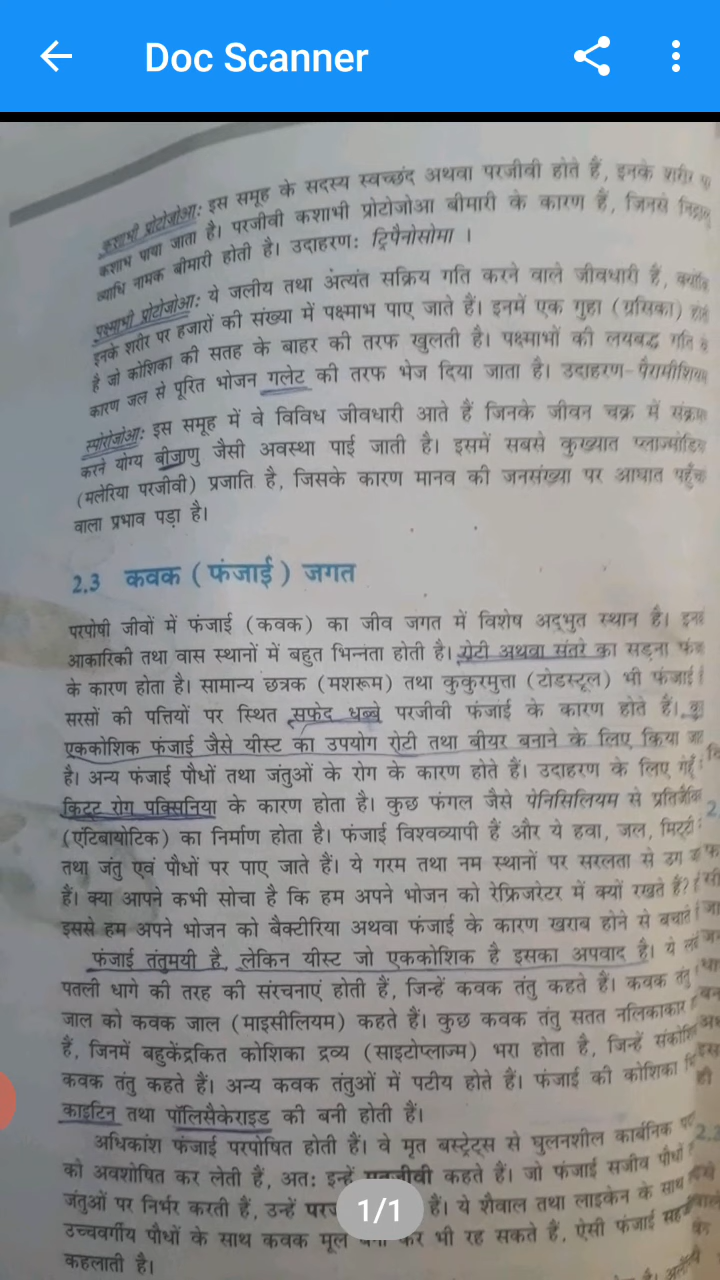 Doc Scanner
कशाभी प्रोटोजोआ: इस समूह के सदस्य स्वच्छंद अथवा परजीवी होते हैं, इनके शरीर पर
कशाभ पाया जाता है। परजीवी कशाभी प्रोटोजोआ बीमारी के कारण हैं, जिनसे
व्याधि नामक बीमारी होती है। उदाहरण: ट्रिपैनोसोमा ।
पक्ष्माभी प्रोटोजोआ: ये जलीय तथा अंत्यत सक्रिय गति करने वाले जीवधारी हैं, क्योंकि
इनके शरीर पर हजारों की संख्या में पक्ष्माभ पाए जाते हैं। इनमें एक गुहा (ग्रसिका) होती
है जो कोशिका की सतह के बाहर की तरफ खुलती है। पक्ष्माभों की लयबद्ध गति के
कारण जल से पूरित भोजन गलेट की तरफ भेज दिया जाता है। उदाहरण-पैरामीशियम
स्पोरोजोआ: इस समूह में वे विविध जीवधारी आते हैं जिनके जीवन चक्र में
करने योग्य बीजाणु जैसी अवस्था पाई जाती है। इसमें सबसे कुख्यात
(मलेरिया परजीवी) प्रजाति है, जिसके कारण मानव की जनसंख्या पर आघात
वाला प्रभाव पड़ा है।
2.3 कवक (फंजाई) जगत
परपोषी जीवों में फंजाई (कवक) का जीव जगत में विशेष अद्भुत स्थान है।
आकारिकी तथा वास स्थानों में बहुत भिन्नता होती है। रोटी अथवा संतरे का सड़ना
के कारण होता है। सामान्य छत्रक (मशरूम) तथा कुकुरमुत्ता (टोडस्टूल) भी फंजाई
सरसों की पत्तियों पर स्थित सफेद धब्बे परजीवी फंजाई के कारण होते हैं।
एककोशिक फंजाई जैसे यीस्ट का उपयोग रोटी तथा बीयर बनाने के लिए किया
है। अन्य फंजाई पौधों तथा जंतुओं के रोग के कारण होते हैं। उदाहरण के लिए गेहूँ
किट्ट रोग पक्सिनिया के कारण होता है। कुछ फंगल जैसे पेनिसिलियम से
(एंटिबायोटिक) का निर्माण होता है। फंजाई विश्वव्यापी हैं और ये हवा, जल, मिट्टी
तथा जंतु एवं पौधों पर पाए जाते हैं। ये गरम तथा नम स्थानों पर सरलता से उग
हैं। क्या आपने कभी सोचा है कि हम अपने भोजन को रेफ्रिजरेटर में क्यों रखते हैं?
इससे हम अपने भोजन को बैक्टीरिया अथवा फंजाई के कारण खराब होने से बचाते
फंजाई तंतुमयी है, लेकिन यीस्ट जो एककोशिक है इसका अपवाद है। ये
पतली धागे की तरह की संरचनाएं होती हैं, जिन्हें कवक तंतु कहते हैं। कवक तंतु
जाल को कवक जाल (माइसीलियम) कहते हैं। कुछ कवक तंतु सतत नलिकाकार
हैं, जिनमें बहुकेंद्रकित कोशिका द्रव्य (साइटोप्लाज्म) भरा होता है, जिन्हें
कवक तंतु कहते हैं। अन्य कवक तंतुओं में पटीय होते हैं। फंजाई की कोशिका
काइटिन तथा पॉलिसैकेराइड की बनी होती हैं।
अधिकांश फंजाई परपोषित होती हैं। वे मृत बस्ट्रेट्स से घुलनशील कार्बनिक
को अवशोषित कर लेती हैं, अतः इन्हें कहते हैं। जो फंजाई सजीव पौधों
जंतुओं पर निर्भर करती हैं, उन्हें हैं। ये शैवाल तथा लाइकेन के साथ
उच्चवर्गीय पौधों के साथ कवक मूल कर भी रह सकते हैं, ऐसी फंजाई
कहलाती है।
1/1